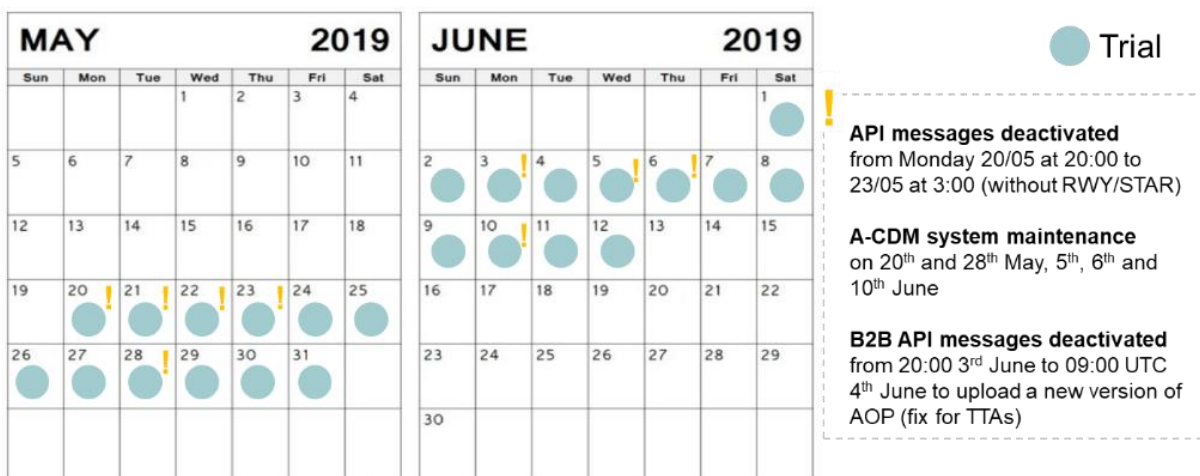 MAY 2019
Sun Mon Tue Wed Thu Fri Sat
1 2 3 4
5 6 7 8 9 10 11
12 13 14 15 16 17 18
19 20 ! 21 ! 22 ! 23 ! 24 25
26 27 28 ! 29 30 31
JUNE 2019
Sun Mon Tue Wed Thu Fri Sat
1
2 3 ! 4 5 ! 6 ! 7 8
9 10 ! 11 12 13 14 15
16 17 18 19 20 21 22
23 24 25 26 27 28 29
30
Trial
!
API messages deactivated
from Monday 20/05 at 20:00 to
23/05 at 3:00 (without RWY/STAR)
A-CDM system maintenance
on 20th and 28th May, 5th, 6th and
10th June
B2B API messages deactivated
from 20:00 3rd June to 09:00 UTC
4th June to upload a new version of
AOP (fix for TTAs)